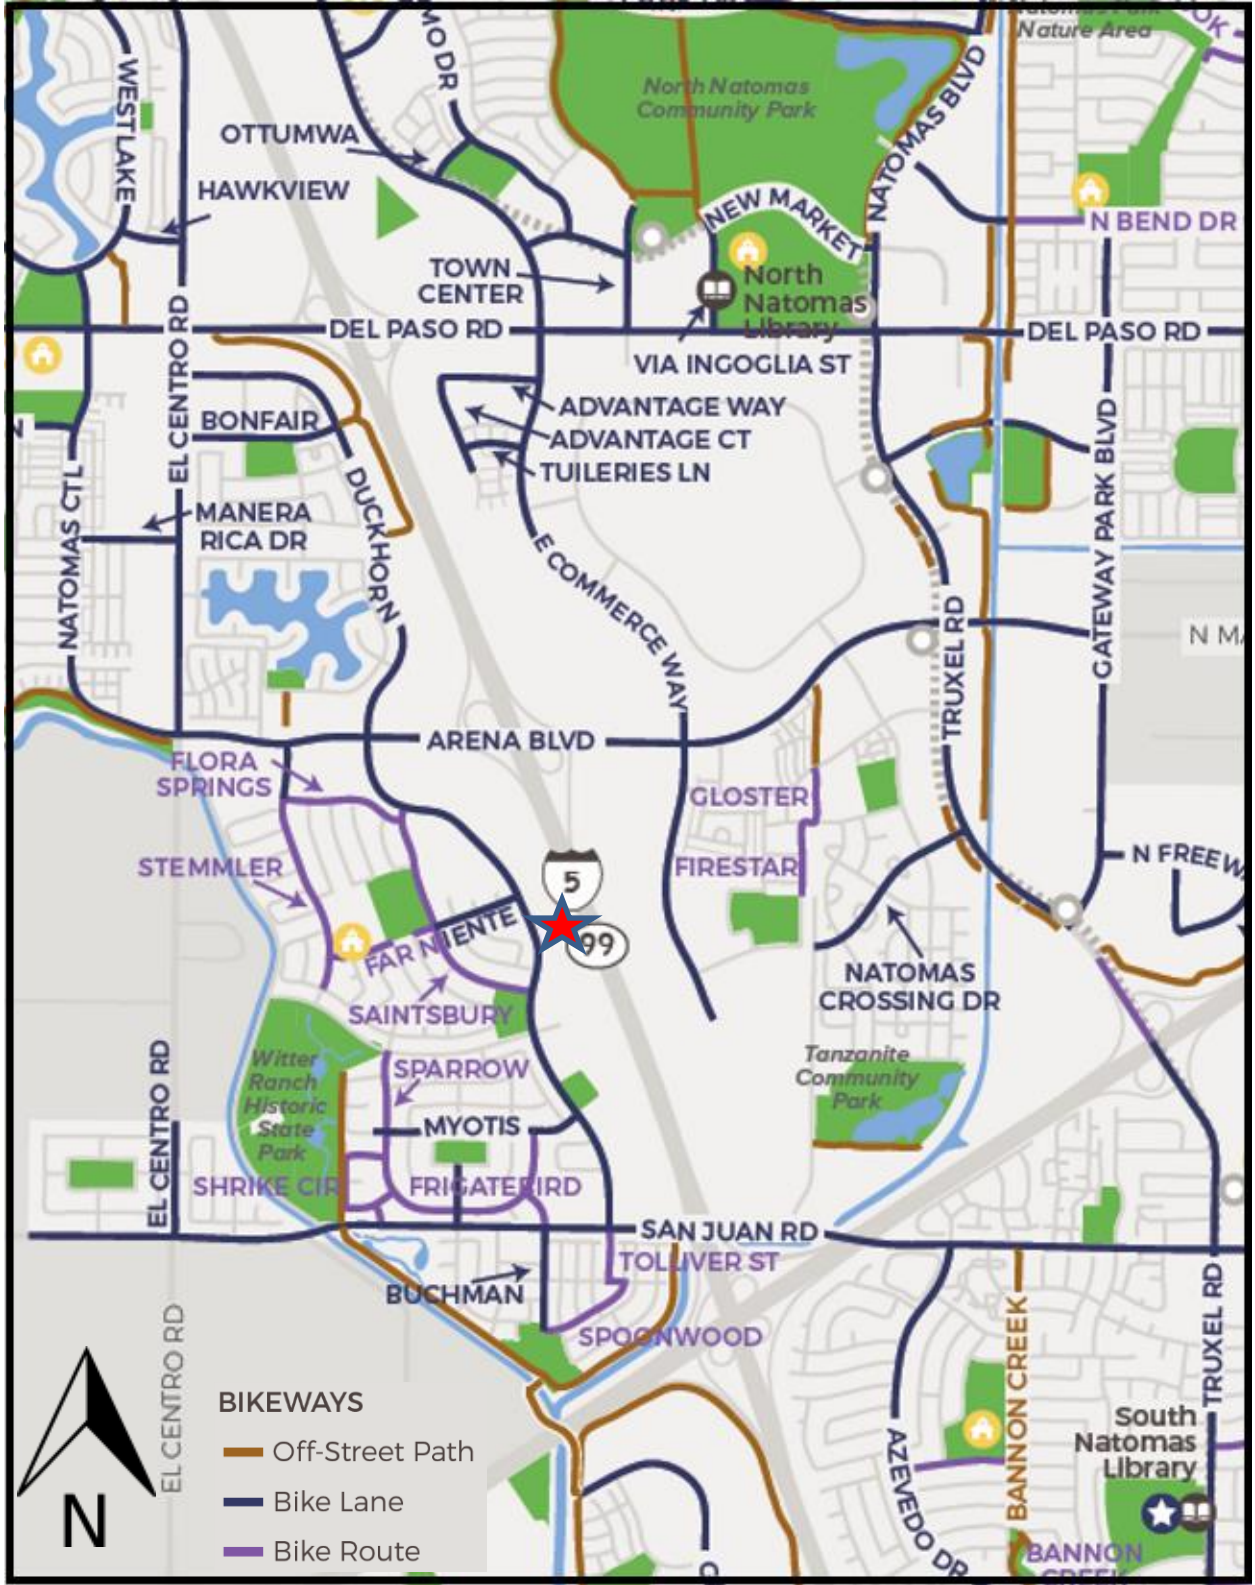 Nature Area
WESTLAKE
MO DR
North Natomas
Community Park
NATOMAS BLVD
OTTUMWA
HAWKVIEW
NEW MARKET
N BEND DR
TOWN
CENTER
North
Natomas
Library
EL CENTRO RD
DEL PASO RD
DEL PASO RD
VIA INGOGLIA ST
ADVANTAGE WAY
BONFAIR
ADVANTAGE CT
TUILERIES LN
NATOMAS CTL
DUCKHORN
MANERA
RICA DR
E COMMERCE WAY
GATEWAY PARK BLVD
TRUXEL RD
N MA
ARENA BLVD
FLORA
SPRINGS
GLOSTER
STEMMLER
FIRESTAR
N FREEW
5
99
FAR NIENTE
SAINTSBURY
NATOMAS
CROSSING DR
Witter
Ranch
Historic
State
Park
SPARROW
Tanzanite
Community
Park
EL CENTRO RD
MYOTIS
SHRIKE CIR
FRIGATEBIRD
SAN JUAN RD
TOLLIVER ST
BUCHMAN
SPOONWOOD
EL CENTRO RD
TRUXEL RD
BANNON CREEK
AZEVEDO DR
South
Natomas
Library
BANNON
CREEK
N
BIKEWAYS
Off-Street Path
Bike Lane
Bike Route